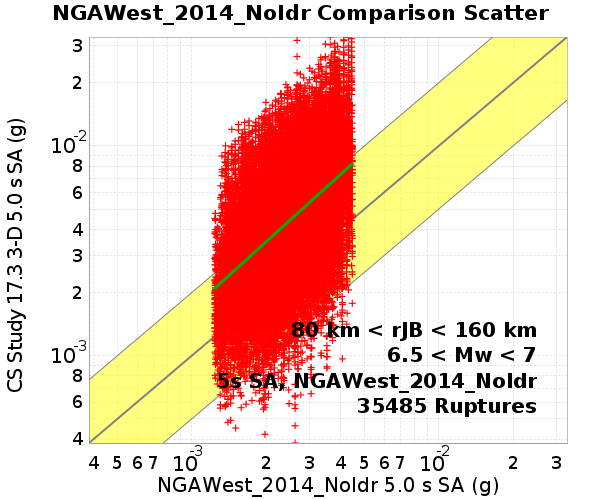 NGAWest_2014_NoIdr Comparison Scatter
CS Study 17.3 3-D 5.0 s SA (g)
3
2
10⁻²
8
6
4
3
2
10⁻³
8
6
4
80 km < rJB < 160 km
6.5 < Mw < 7
5s SA, NGAWest_2014_NoIdr
35485 Ruptures
4 5 6 7 10⁻³ 2 3 4 5 6 7 10⁻² 2 3
NGAWest_2014_NoIdr 5.0 s SA (g)